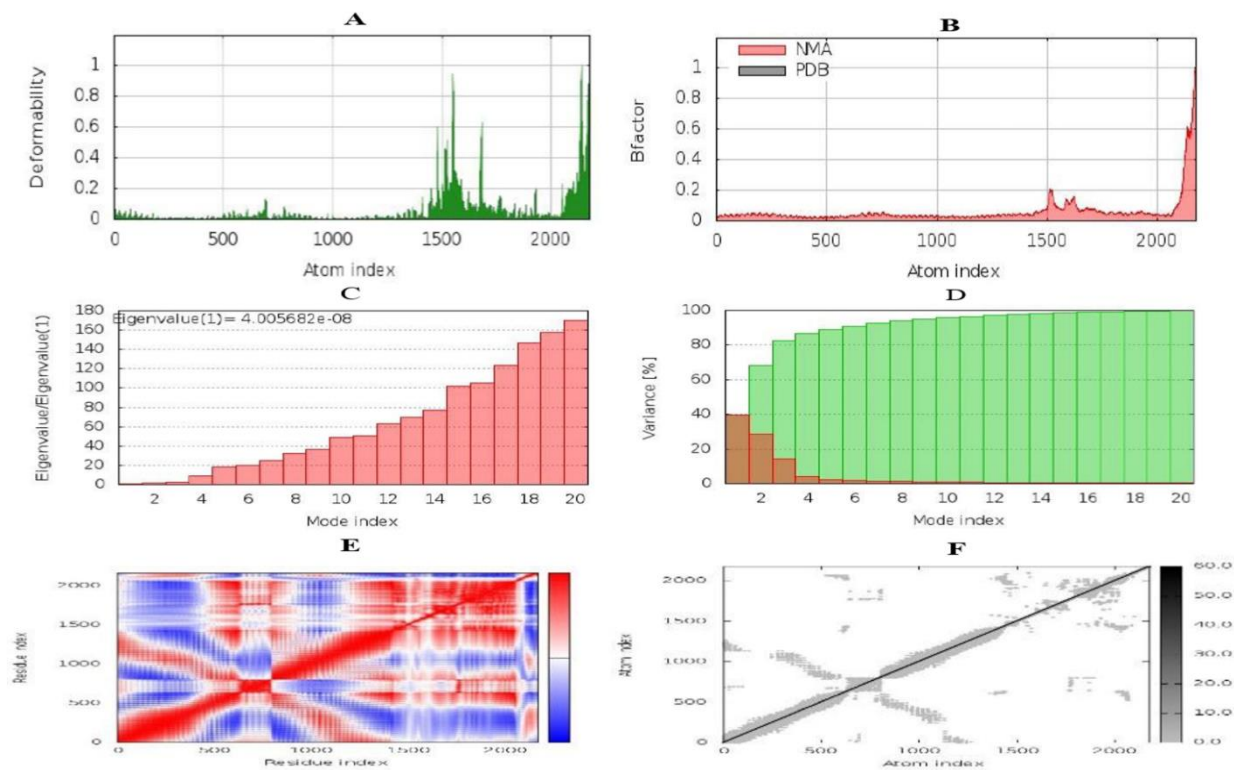 A
Deformability
1
0.8
0.6
0.4
0.2
0
0 500 1000 1500 2000
Atom index
B
NMA
PDB
Bfactor
1
0.8
0.6
0.4
0.2
0
0 500 1000 1500 2000
Atom index
C
Eigenvalue(1)= 4.005682e-08
Eigenvalue/Eigenvalue(1)
180
160
140
120
100
80
60
40
20
0
2 4 6 8 10 12 14 16 18 20
Mode index
D
Variance [%]
100
80
60
40
20
0
2 4 6 8 10 12 14 16 18 20
Mode index
E
Residue index
2000
1500
1000
500
0
0 500 1000 1500 2000
Residue index
F
Atom index
2000
1500
1000
500
0
0 500 1000 1500 2000
Atom index
60.0
50.0
40.0
30.0
20.0
10.0
0.0